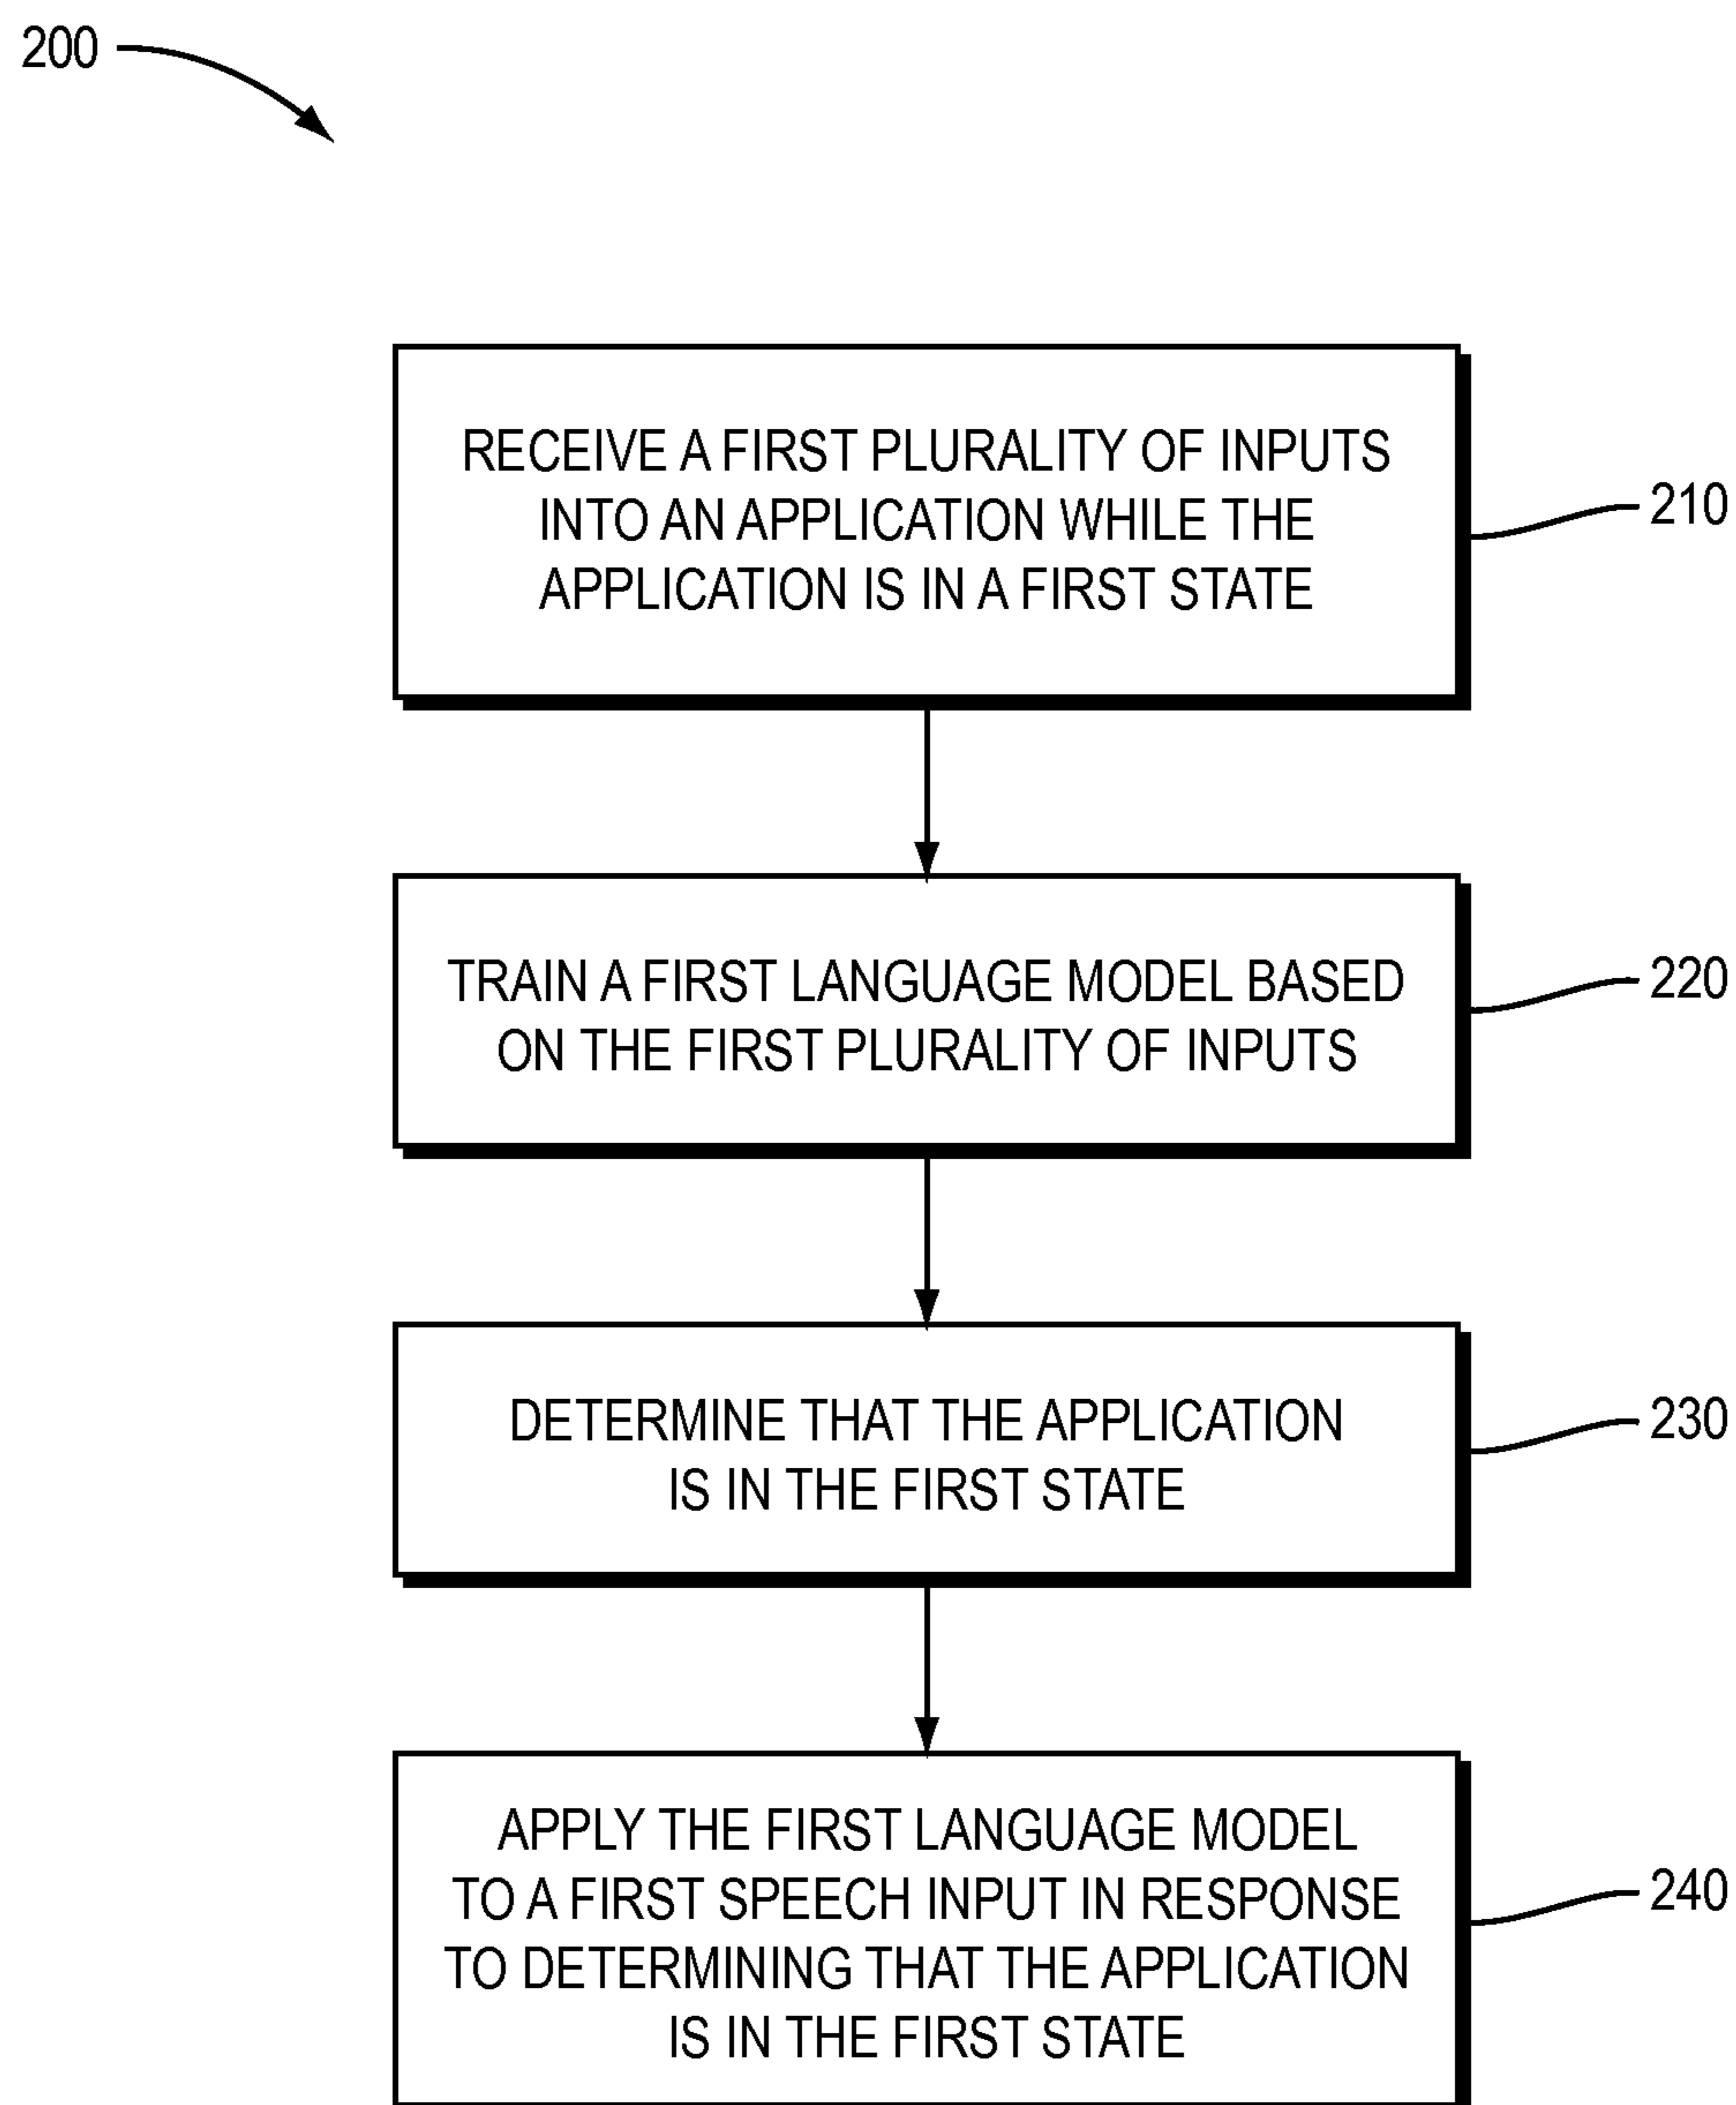 200
RECEIVE A FIRST PLURALITY OF INPUTS
INTO AN APPLICATION WHILE THE
APPLICATION IS IN A FIRST STATE
210
TRAIN A FIRST LANGUAGE MODEL BASED
ON THE FIRST PLURALITY OF INPUTS
220
DETERMINE THAT THE APPLICATION
IS IN THE FIRST STATE
230
APPLY THE FIRST LANGUAGE MODEL
TO A FIRST SPEECH INPUT IN RESPONSE
TO DETERMINING THAT THE APPLICATION
IS IN THE FIRST STATE
240